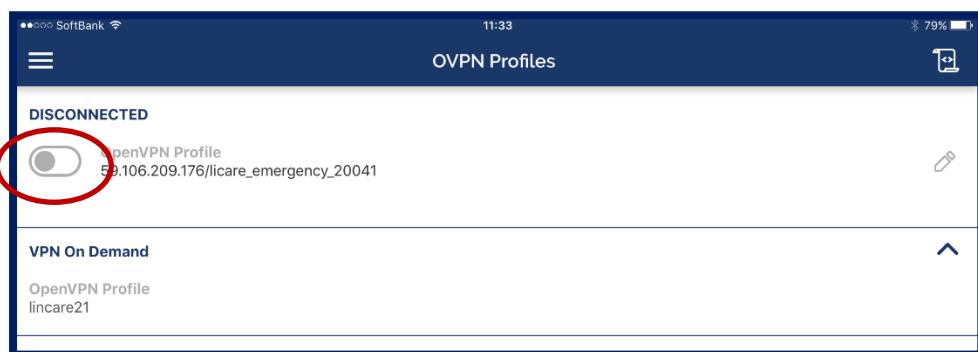 SoftBank 11:33 79%
OVPN Profiles
DISCONNECTED
OpenVPN Profile
59.106.209.176/licare_emergency_20041
VPN On Demand
OpenVPN Profile
lincare21